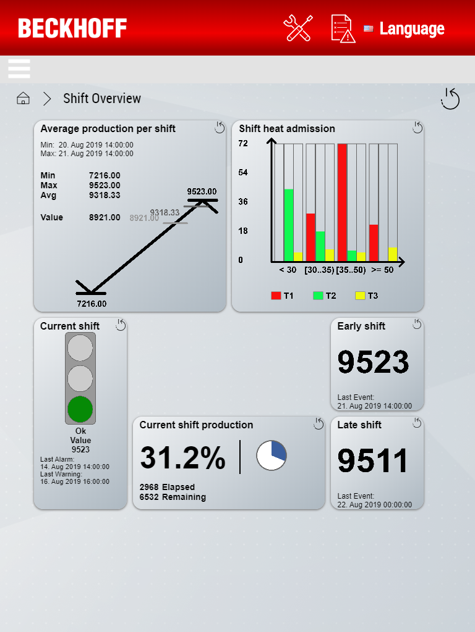 BECKHOFF
Language
Shift Overview
Average production per shift
Min: 20. Aug 2019 14:00:00
Max: 21. Aug 2019 14:00:00
Min 7216.00
Max 9523.00
Avg 9318.33
Value 8921.00
9523.00
9318.33
8921.00
7216.00
Shift heat admission
72
54
36
18
0
< 30 [30..35) [35..50) >= 50
T1 T2 T3
Current shift
Ok
Value
9523
Last Alarm:
14. Aug 2019 14:00:00
Last Warning:
16. Aug 2019 16:00:00
Current shift production
31.2%
2968 Elapsed
6532 Remaining
Early shift
9523
Last Event:
21. Aug 2019 14:00:00
Late shift
9511
Last Event:
22. Aug 2019 00:00:00